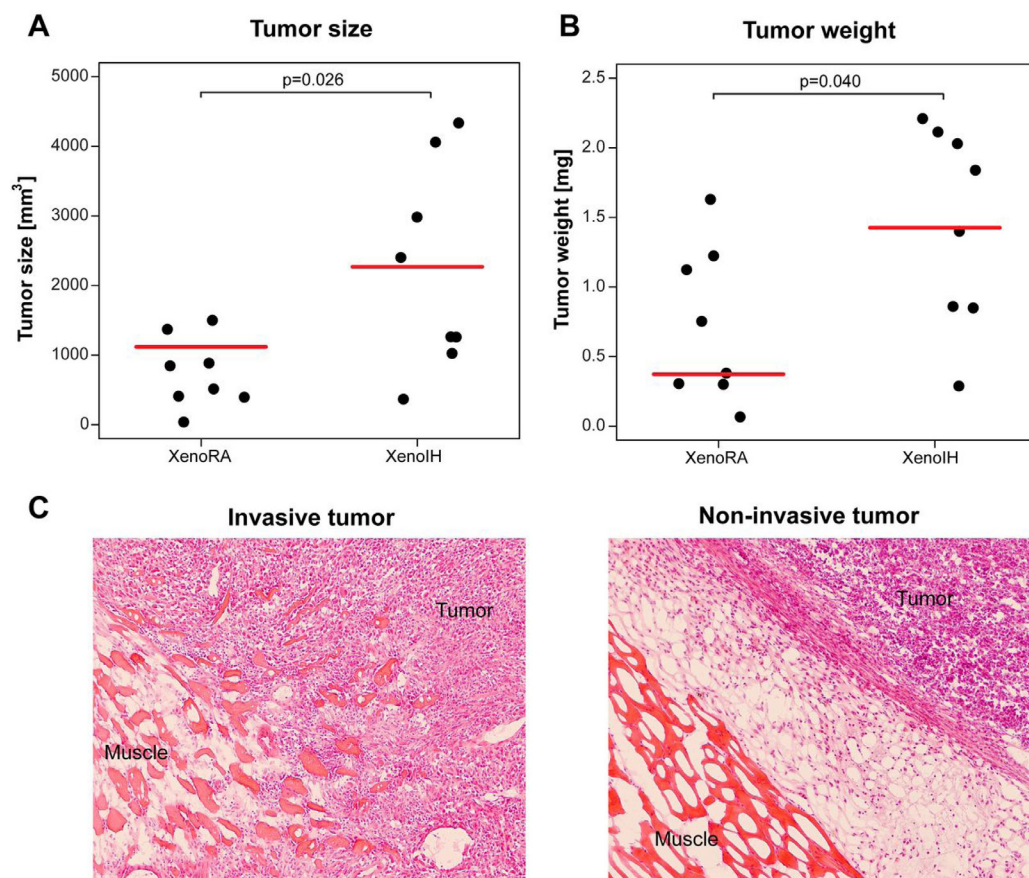 A
Tumor size
Tumor size [mm³]
5000
4000
3000
2000
1000
0
p=0.026
XenoRA
XenoIH
B
Tumor weight
Tumor weight [mg]
2.5
2.0
1.5
1.0
0.5
0.0
p=0.040
XenoRA
XenoIH
C
Invasive tumor
Tumor
Muscle
Non-invasive tumor
Tumor
Muscle